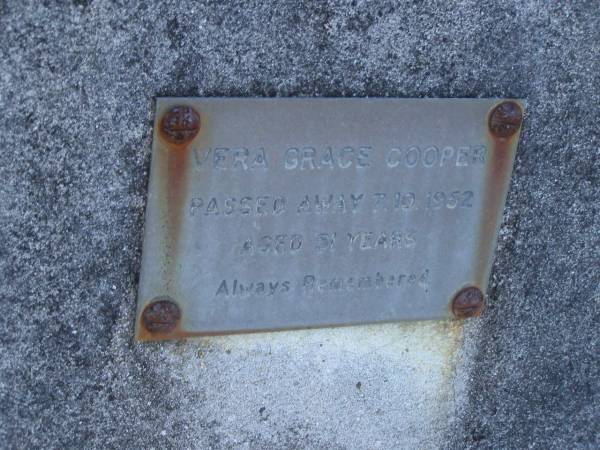 VERA GRACE COOPER
PASSED AWAY 7.10.1952
AGED 51 YEARS
Always Remembered